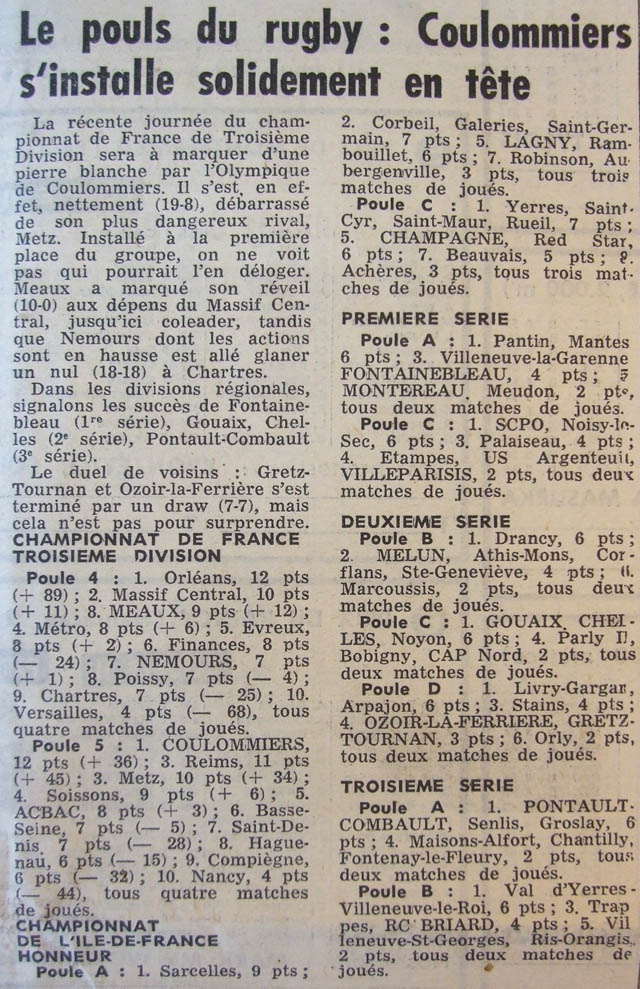 Le pouls du rugby : Coulommiers
s'installe solidement en tête
La récente journée du cham-
pionnat de France de Troisième
Division sera à marquer d'une
pierre blanche par l'Olympique
de Coulommiers. Il s'est, en ef-
fet, nettement (19-8), débarrassé
de son plus dangereux rival,
Metz. Installé à la première
place du groupe, on ne voit
pas qui pourrait l'en déloger.
Meaux a marqué son réveil
(10-0) aux dépens du Massif Cen-
tral, jusqu'ici coleader, tandis
que Nemours dont les actions
sont en hausse est allé glaner
un nul (18-18) à Chartres.
Dans les divisions régionales,
signalons les succès de Fontaine-
bleau (1re série), Gouaix, Chel-
les (2e série), Pontault-Combault
(3e série).
Le duel de voisins : Gretz-
Tournan et Ozoir-la-Ferrière s'est
terminé par un draw (7-7), mais
cela n'est pas pour surprendre.
CHAMPIONNAT DE FRANCE
TROISIEME DIVISION
Poule 4 : 1. Orléans, 12 pts
(+ 89) ; 2. Massif Central, 10 pts
(+ 11) ; 8. MEAUX, 9 pts (+ 12) ;
4. Métro, 8 pts (+ 6) ; 5. Evreux,
8 pts (+ 2) ; 6. Finances, 8 pts
(— 24) ; 7. NEMOURS, 7 pts
(+ 1) ; 8. Poissy, 7 pts (— 4) ;
9. Chartres, 7 pts (— 25) ; 10.
Versailles, 4 pts (— 68), tous
quatre matches de joués.
Poule 5 : 1. COULOMMIERS,
12 pts (+ 36) ; 3. Reims, 11 pts
(+ 45) ; 3. Metz, 10 pts (+ 34) ;
4. Soissons, 9 pts (+ 6) ; 5.
ACBAC, 8 pts (+ 3) ; 6. Basse-
Seine, 7 pts (— 5) ; 7. Saint-De-
nis, 7 pts (— 28) ; 8. Hague-
nau, 6 pts (— 15) ; 9. Compiègne,
6 pts (— 32) ; 10. Nancy, 4 pts
(— 44), tous quatre matches
de joués.
CHAMPIONNAT
DE L'ILE-DE-FRANCE
HONNEUR
Poule A : 1. Sarcelles, 9 pts ;
2. Corbeil, Galeries, Saint-Ger-
main, 7 pts ; 5. LAGNY, Ram-
bouillet, 6 pts ; 7. Robinson, Au-
bergenville, 3 pts, tous trois
matches de joués.
Poule C : 1. Yerres, Saint-
Cyr, Saint-Maur, Rueil, 7 pts ;
5. CHAMPAGNE, Red Star,
6 pts ; 7. Beauvais, 5 pts ; 8.
Achères, 3 pts, tous trois mat-
ches de joués.
PREMIERE SERIE
Poule A : 1. Pantin, Mantes
6 pts ; 3. Villeneuve-la-Garenne
FONTAINEBLEAU, 4 pts ; 5
MONTEREAU, Meudon, 2 pts,
tous deux matches de joués.
Poule C : 1. SCPO, Noisy-le-
Sec, 6 pts ; 3. Palaiseau, 4 pts ;
4. Etampes, US Argenteuil,
VILLEPARISIS, 2 pts, tous deux
matches de joués.
DEUXIEME SERIE
Poule B : 1. Drancy, 6 pts ;
2. MELUN, Athis-Mons, Con-
flans, Ste-Geneviève, 4 pts ; 6.
Marcoussis, 2 pts, tous deux
matches de joués.
Poule C : 1. GOUAIX, CHEL-
LES, Noyon, 6 pts ; 4. Parly II,
Bobigny, CAP Nord, 2 pts, tous
deux matches de joués.
Poule D : 1. Livry-Gargan,
Arpajon, 6 pts ; 3. Stains, 4 pts ;
4. OZOIR-LA-FERRIERE, GRETZ-
TOURNAN, 3 pts ; 6. Orly, 2 pts,
tous deux matches de joués.
TROISIEME SERIE
Poule A : 1. PONTAULT-
COMBAULT, Senlis, Groslay, 6
pts ; 4. Maisons-Alfort, Chantilly,
Fontenay-le-Fleury, 2 pts, tous
deux matches de joués.
Poule B : 1. Val d'Yerres-
Villeneuve-le-Roi, 6 pts ; 3. Trap
pes, RC BRIARD, 4 pts ; 5. Vil
leneuve-St-Georges, Ris-Orangis,
2 pts, tous deux matches de
joués.